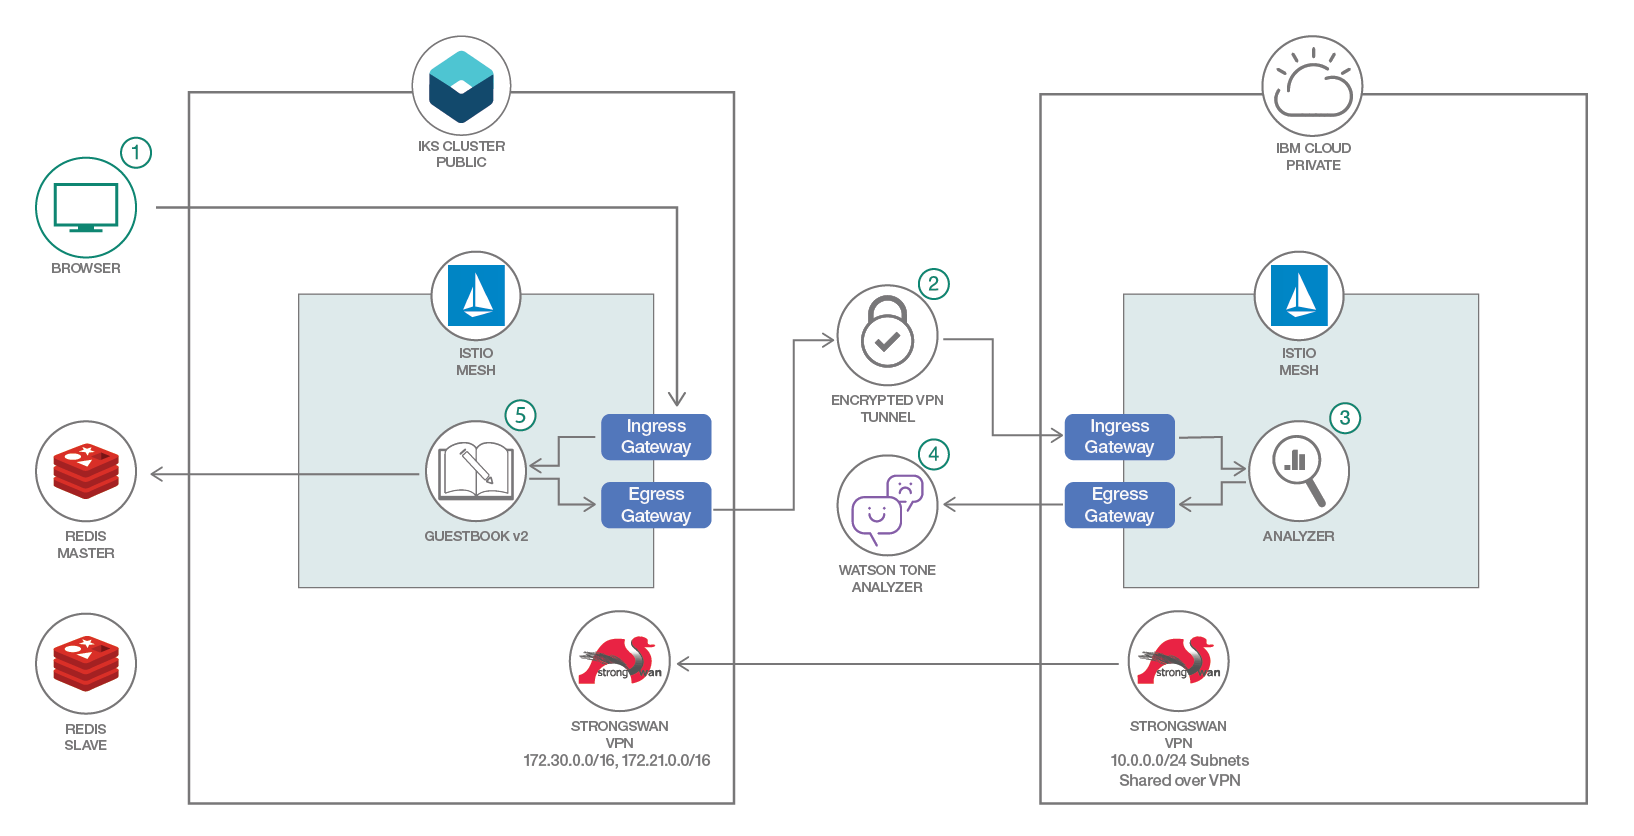 IKS CLUSTER
PUBLIC
IBM CLOUD
PRIVATE
1
BROWSER
ISTIO
MESH
2
ENCRYPTED VPN
TUNNEL
ISTIO
MESH
5
Ingress
Gateway
Egress
Gateway
GUESTBOOK v2
REDIS
MASTER
4
WATSON TONE
ANALYZER
Ingress
Gateway
Egress
Gateway
3
ANALYZER
REDIS
SLAVE
strongswan
STRONGSWAN
VPN
172.30.0.0/16, 172.21.0.0/16
strongswan
STRONGSWAN
VPN
10.0.0.0/24 Subnets
Shared over VPN